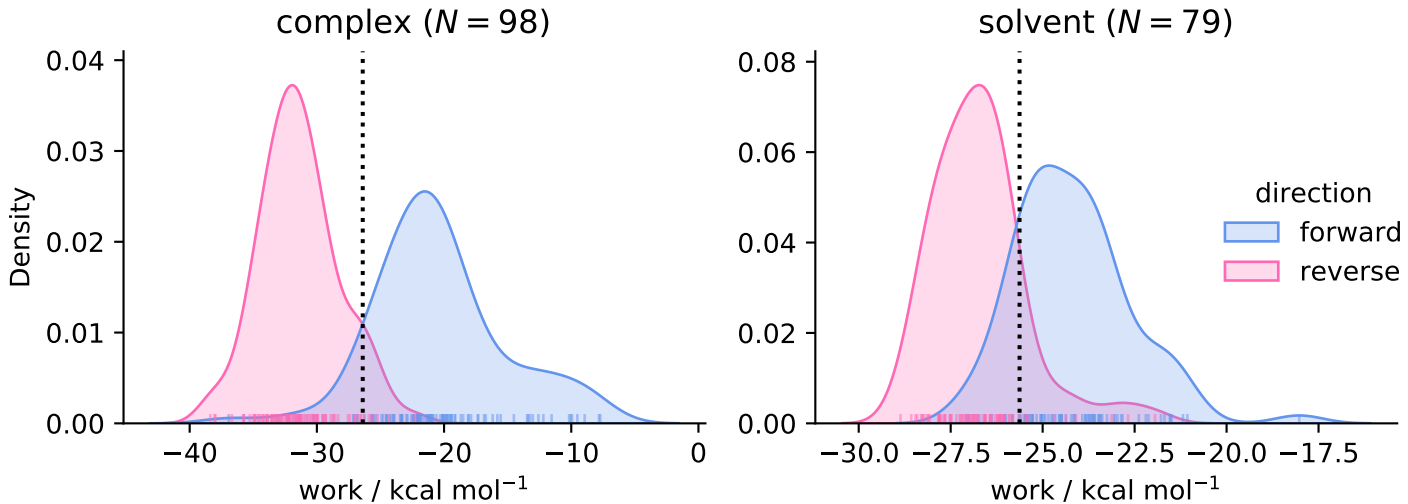 complex (N = 98)
Density
0.04
0.03
0.02
0.01
0.00
−40
−30
−20
−10
0
work / kcal mol⁻¹
solvent (N = 79)
0.08
0.06
0.04
0.02
0.00
−30.0
−27.5
−25.0
−22.5
−20.0
−17.5
work / kcal mol⁻¹
direction
forward
reverse